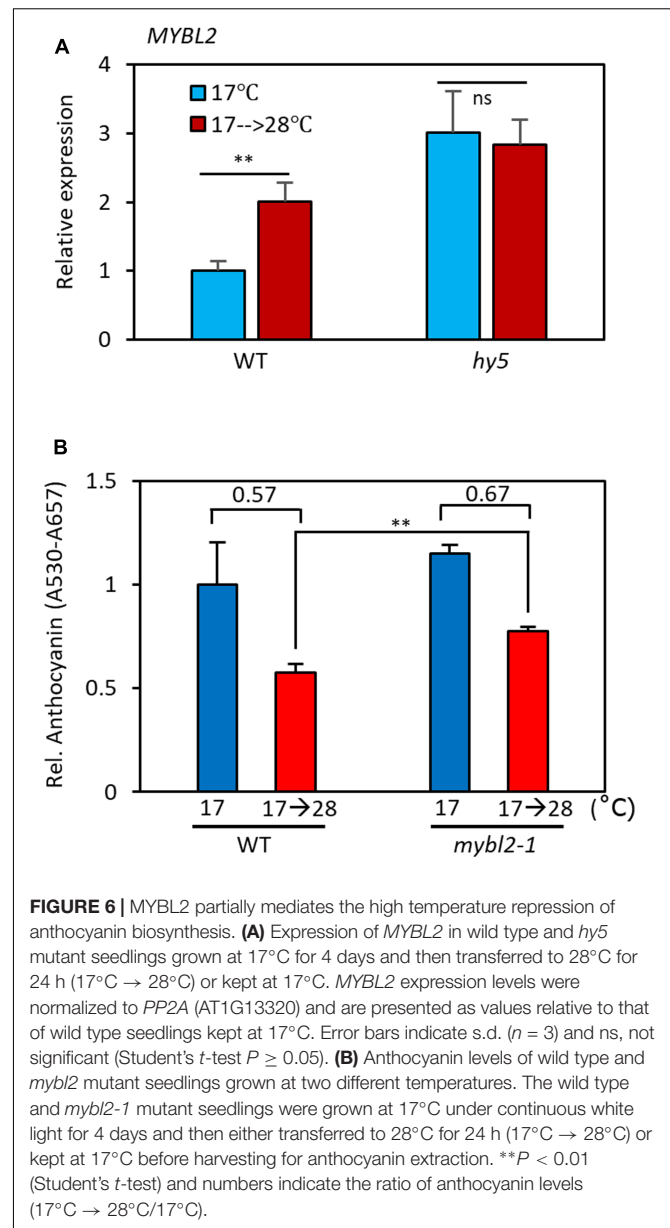 A
MYBL2
Relative expression
4
3
2
1
0
17°C
17-->28°C
**
ns
WT
hy5
B
Rel. Anthocyanin (A530-A657)
1.5
1
0.5
0
0.57
0.67
**
17 17→28 17 17→28 (°C)
WT
mybl2-1
FIGURE 6 | MYBL2 partially mediates the high temperature repression of
anthocyanin biosynthesis. (A) Expression of MYBL2 in wild type and hy5
mutant seedlings grown at 17°C for 4 days and then transferred to 28°C for
24 h (17°C → 28°C) or kept at 17°C. MYBL2 expression levels were
normalized to PP2A (AT1G13320) and are presented as values relative to that
of wild type seedlings kept at 17°C. Error bars indicate s.d. (n = 3) and ns, not
significant (Student's t-test P ≥ 0.05). (B) Anthocyanin levels of wild type and
mybl2 mutant seedlings grown at two different temperatures. The wild type
and mybl2-1 mutant seedlings were grown at 17°C under continuous white
light for 4 days and then either transferred to 28°C for 24 h (17°C → 28°C) or
kept at 17°C before harvesting for anthocyanin extraction. **P < 0.01
(Student's t-test) and numbers indicate the ratio of anthocyanin levels
(17°C → 28°C/17°C).